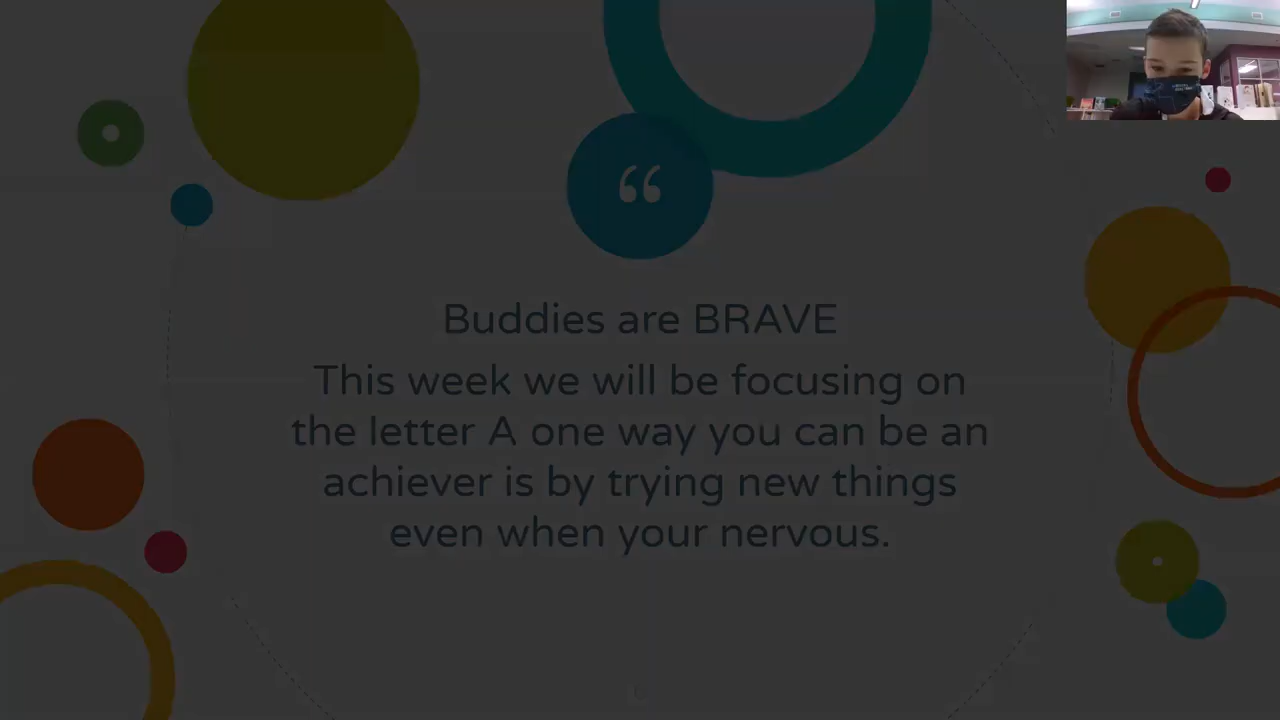 “
Buddies are BRAVE
This week we will be focusing on
the letter A one way you can be an
achiever is by trying new things
even when your nervous.